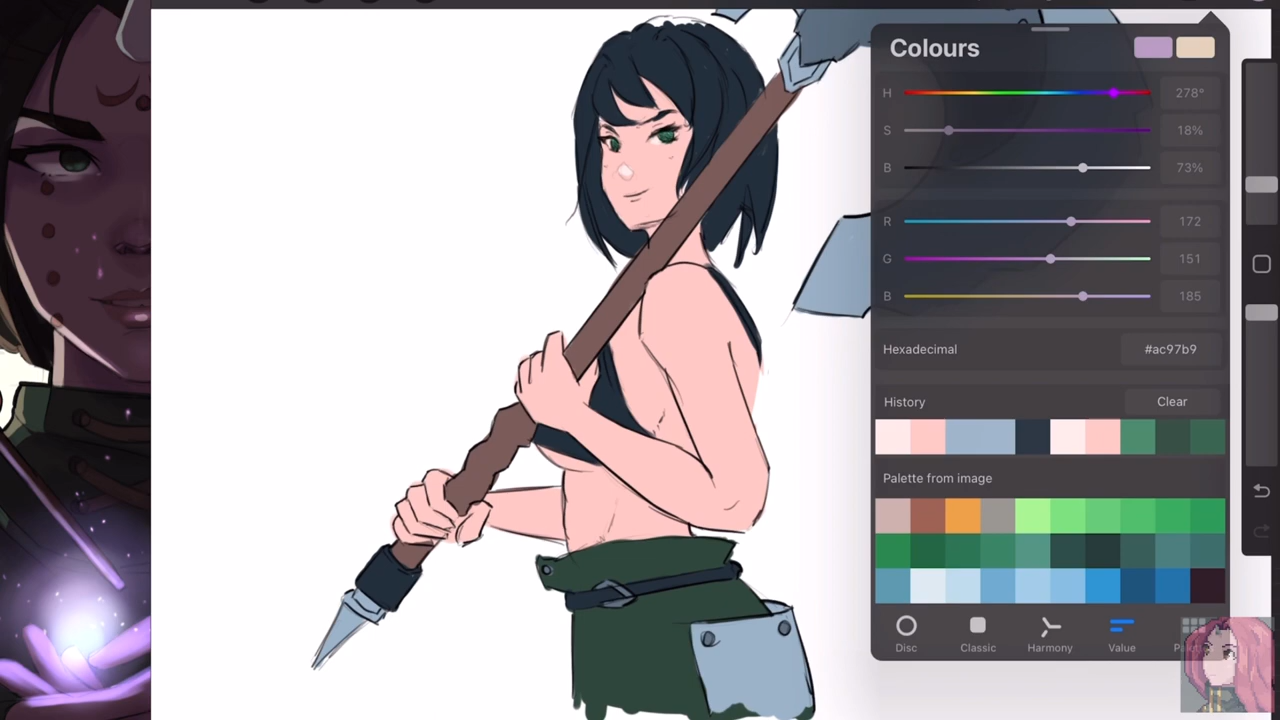 Colours
H 278°
S 18%
B 73%
R 172
G 151
B 185
Hexadecimal #ac97b9
History Clear
Palette from image
Disc Classic Harmony Value